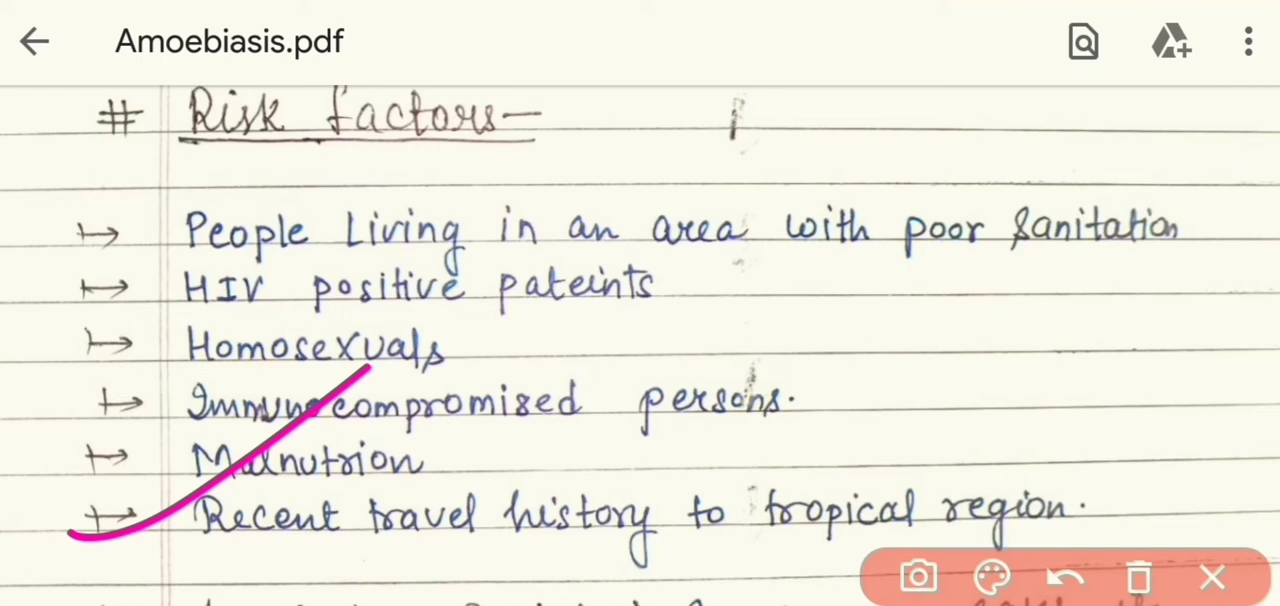 Amoebiasis.pdf
# Risk factors-
↦ People Living in an area with poor Sanitation
↦ HIV positive pateints
↦ Homosexuals
↦ Immunocompromised persons.
↦ Malnutrion
↦ Recent travel history to tropical region.